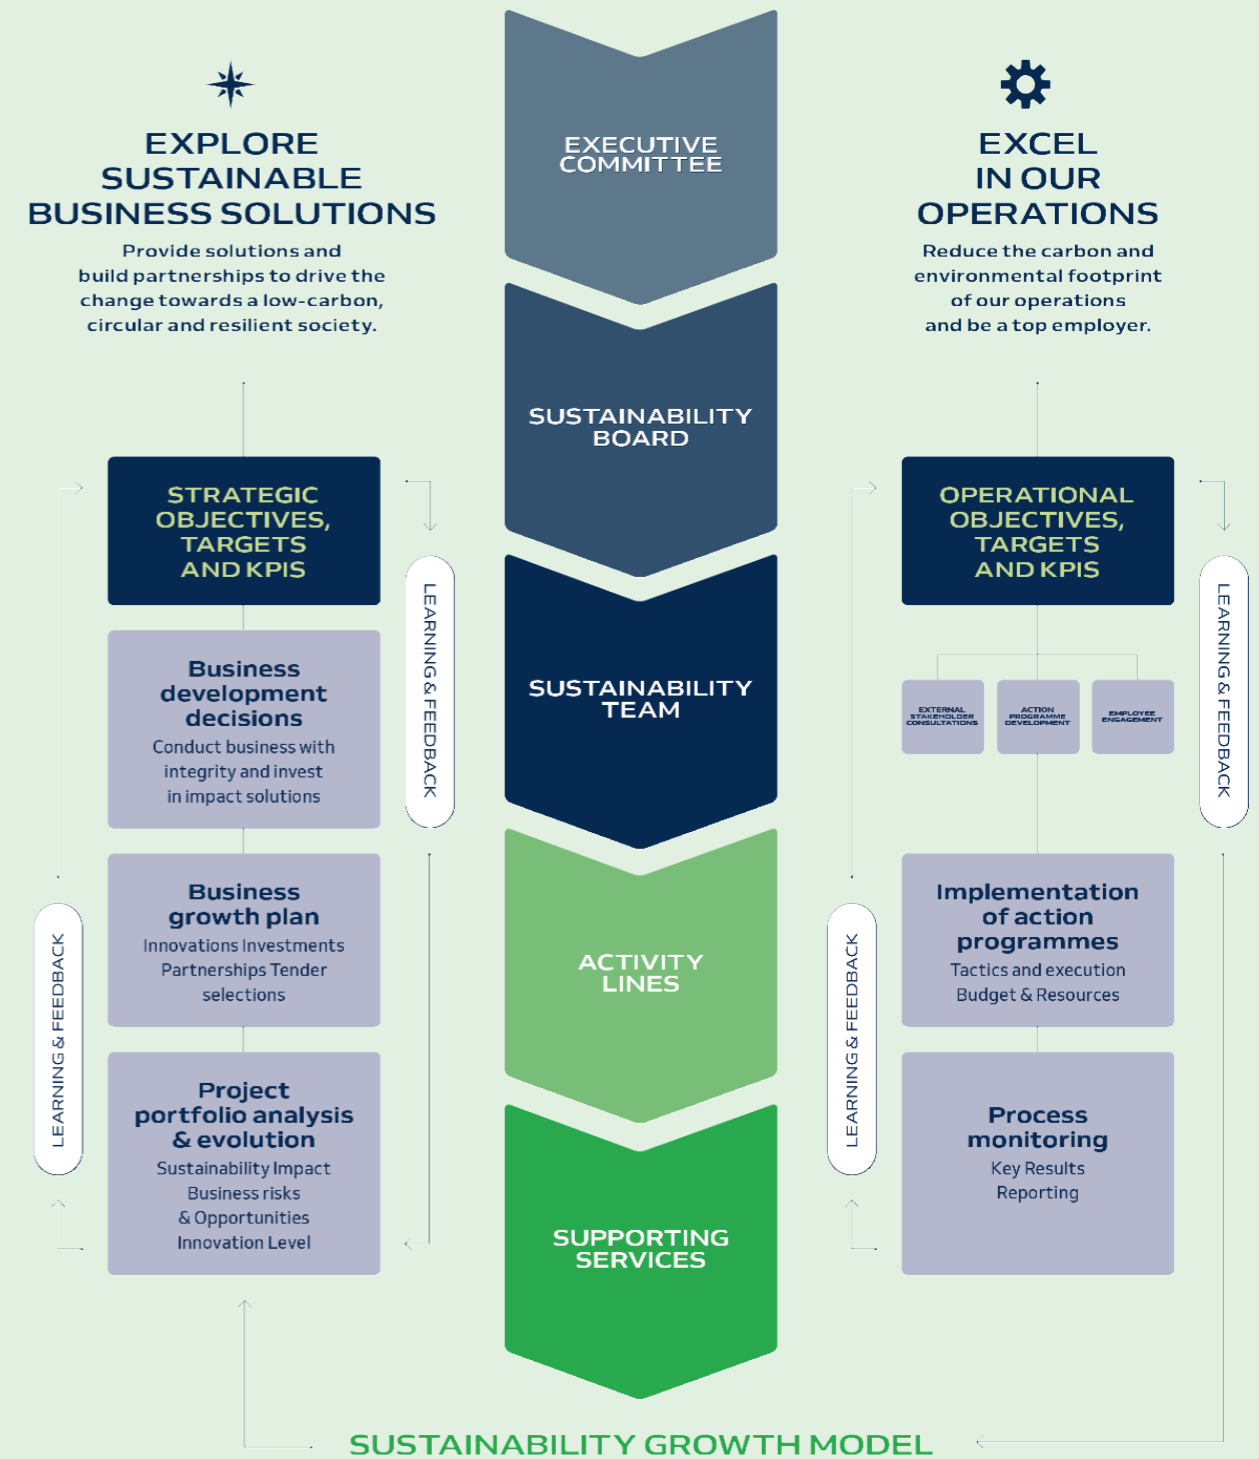 EXPLORE
SUSTAINABLE
BUSINESS SOLUTIONS
Provide solutions and
build partnerships to drive the
change towards a low-carbon,
circular and resilient society.
STRATEGIC
OBJECTIVES,
TARGETS
AND KPIS
Business
development
decisions
Conduct business with
integrity and invest
in impact solutions
Business
growth plan
Innovations Investments
Partnerships Tender
selections
Project
portfolio analysis
& evolution
Sustainability Impact
Business risks
& Opportunities
Innovation Level
LEARNING & FEEDBACK
LEARNING & FEEDBACK
EXECUTIVE
COMMITTEE
SUSTAINABILITY
BOARD
SUSTAINABILITY
TEAM
ACTIVITY
LINES
SUPPORTING
SERVICES
EXCEL
IN OUR
OPERATIONS
Reduce the carbon and
environmental footprint
of our operations
and be a top employer.
OPERATIONAL
OBJECTIVES,
TARGETS
AND KPIS
EXTERNAL
STAKEHOLDER
CONSULTATIONS
ACTION
PROGRAMME
DEVELOPMENT
EMPLOYEE
ENGAGEMENT
Implementation
of action
programmes
Tactics and execution
Budget & Resources
Process
monitoring
Key Results
Reporting
LEARNING & FEEDBACK
LEARNING & FEEDBACK
SUSTAINABILITY GROWTH MODEL